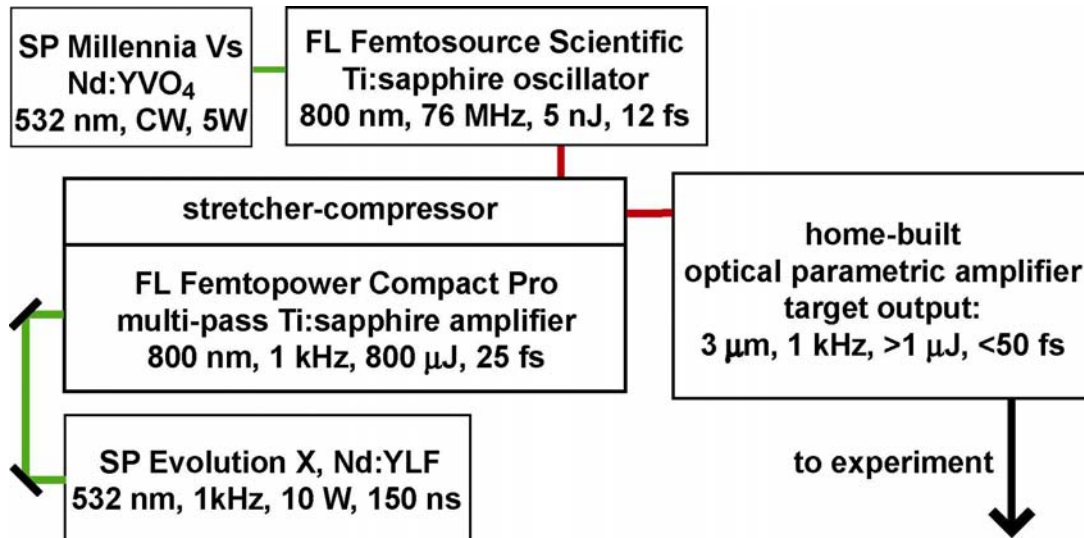 SP Millennia Vs
Nd:YVO4
532 nm, CW, 5W
FL Femtosource Scientific
Ti:sapphire oscillator
800 nm, 76 MHz, 5 nJ, 12 fs
stretcher-compressor
FL Femtopower Compact Pro
multi-pass Ti:sapphire amplifier
800 nm, 1 kHz, 800 μJ, 25 fs
home-built
optical parametric amplifier
target output:
3 μm, 1 kHz, >1 μJ, <50 fs
SP Evolution X, Nd:YLF
532 nm, 1kHz, 10 W, 150 ns
to experiment